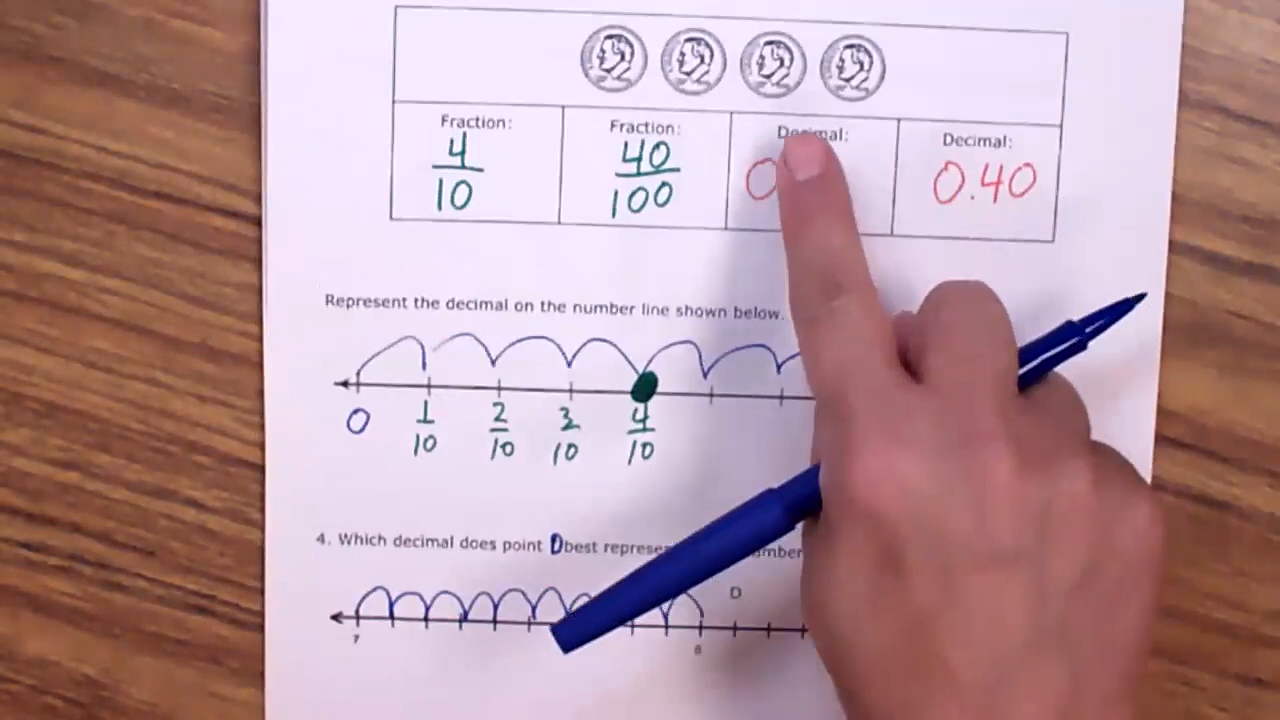 Fraction: Fraction: Decimal: Decimal:
4/10 40/100 0 0.40
Represent the decimal on the number line shown below.
0 1/10 2/10 3/10 4/10
4. Which decimal does point D best
D
7 8